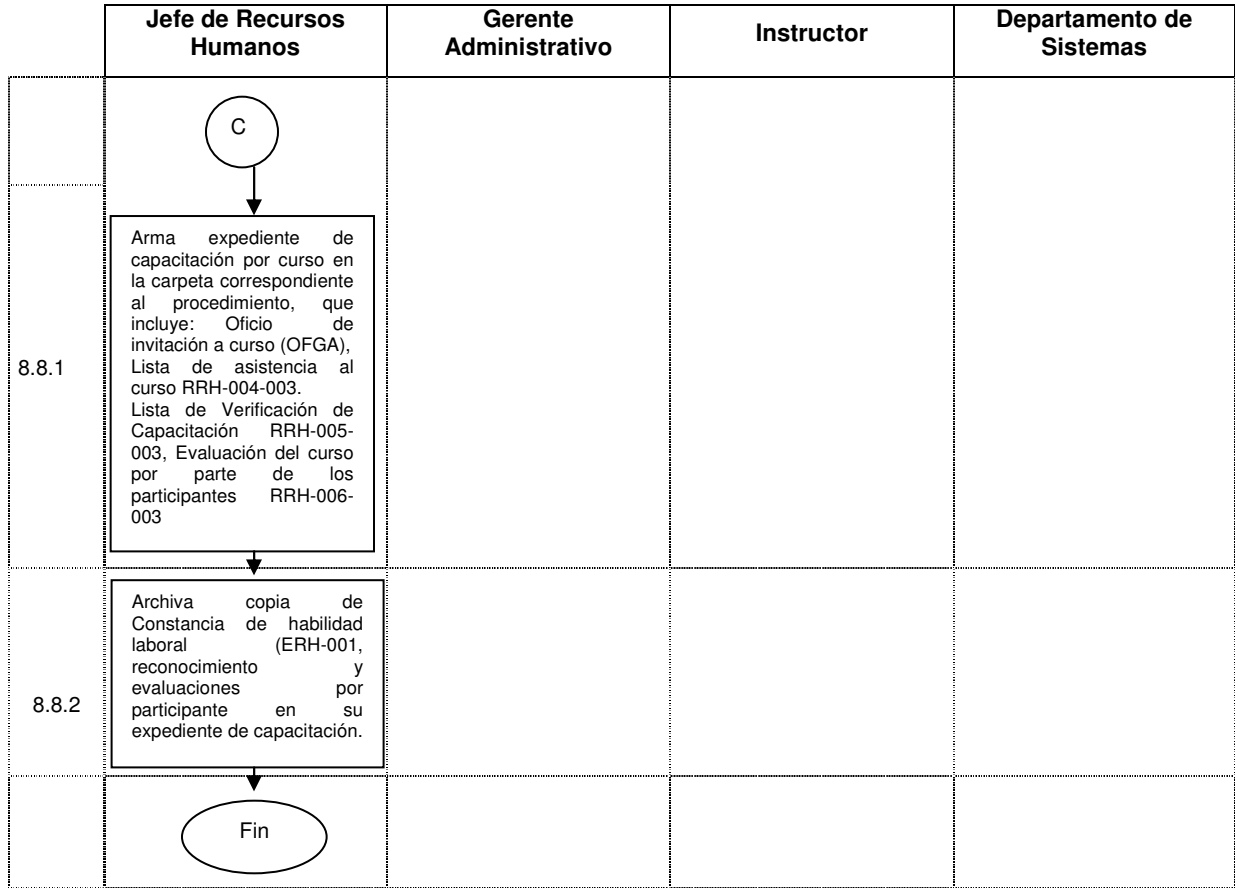 Jefe de Recursos
Humanos
Gerente
Administrativo
Instructor
Departamento de
Sistemas
C
8.8.1
Arma expediente de
capacitación por curso en
la carpeta correspondiente
al procedimiento, que
incluye: Oficio de
invitación a curso (OFGA),
Lista de asistencia al
curso RRH-004-003.
Lista de Verificación de
Capacitación RRH-005-
003, Evaluación del curso
por parte de los
participantes RRH-006-
003
8.8.2
Archiva copia de
Constancia de habilidad
laboral (ERH-001,
reconocimiento y
evaluaciones por
participante en su
expediente de capacitación.
Fin